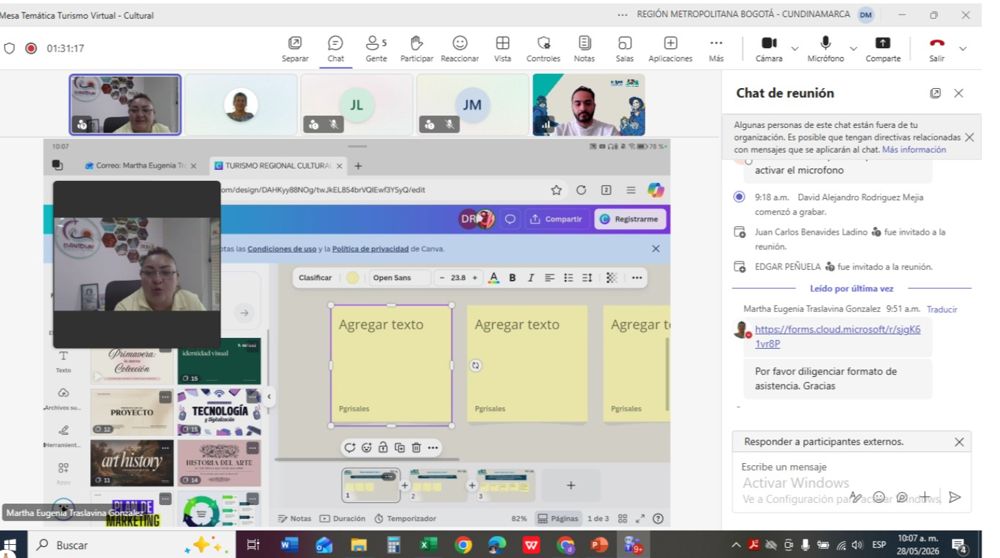 Mesa Temática Turismo Virtual - Cultural
REGIÓN METROPOLITANA BOGOTÁ - CUNDINAMARCA
DM
01:31:17
Separar
Chat
5
Gente
Participar
Reaccionar
Vista
Controles
Notas
Salas
Aplicaciones
Más
Cámara
Micrófono
Comparte
Salir
DANTOUR
JL
JM
10:07
78 %
Correo: Martha Eugenia Tr
TURISMO REGIONAL CULTURAL
om/design/DAHKyy88NOg/twJkEL854brVQIEwf3YSyQ/edit
2
DR
Compartir
Registrarme
ptas las Condiciones de uso y la Política de privacidad de Canva.
DANTOUR
Clasificar
Open Sans
- 23.8 +
A
B
I
Agregar texto
Agregar texto
Agregar t
Pgrisales
Pgrisales
Pgrisales
Texto
Archivos su...
Herramient...
Apps
Primavera:
Colección
identidad visual
15
PROYECTO
12
TECNOLOGÍA
y Digitalización
15
art history
11
HISTORIA DEL ARTE
14
PLAN DE
MARKETING
1
2
3
Notas
Duración
Temporizador
82%
Páginas
1 de 3
Martha Eugenia Traslavina Gonzalez
Chat de reunión
Algunas personas de este chat están fuera de tu
organización. Es posible que tengan directivas relacionadas
con mensajes que se aplicarán al chat. Más información
activar el microfono
9:18 a.m. David Alejandro Rodriguez Mejia
comenzó a grabar.
Juan Carlos Benavides Ladino fue invitado a la
reunión.
EDGAR PEÑUELA fue invitado a la reunión.
Leído por última vez
Martha Eugenia Traslavina Gonzalez 9:51 a.m. Traducir
https://forms.cloud.microsoft/r/sjgK6
1vr8P
Por favor diligenciar formato de
asistencia. Gracias
Responder a participantes externos.
Escribe un mensaje
Activar Windows
Ve a Configuración para activar Windows.
Buscar
9+
ESP
10:07 a. m.
28/05/2026
4